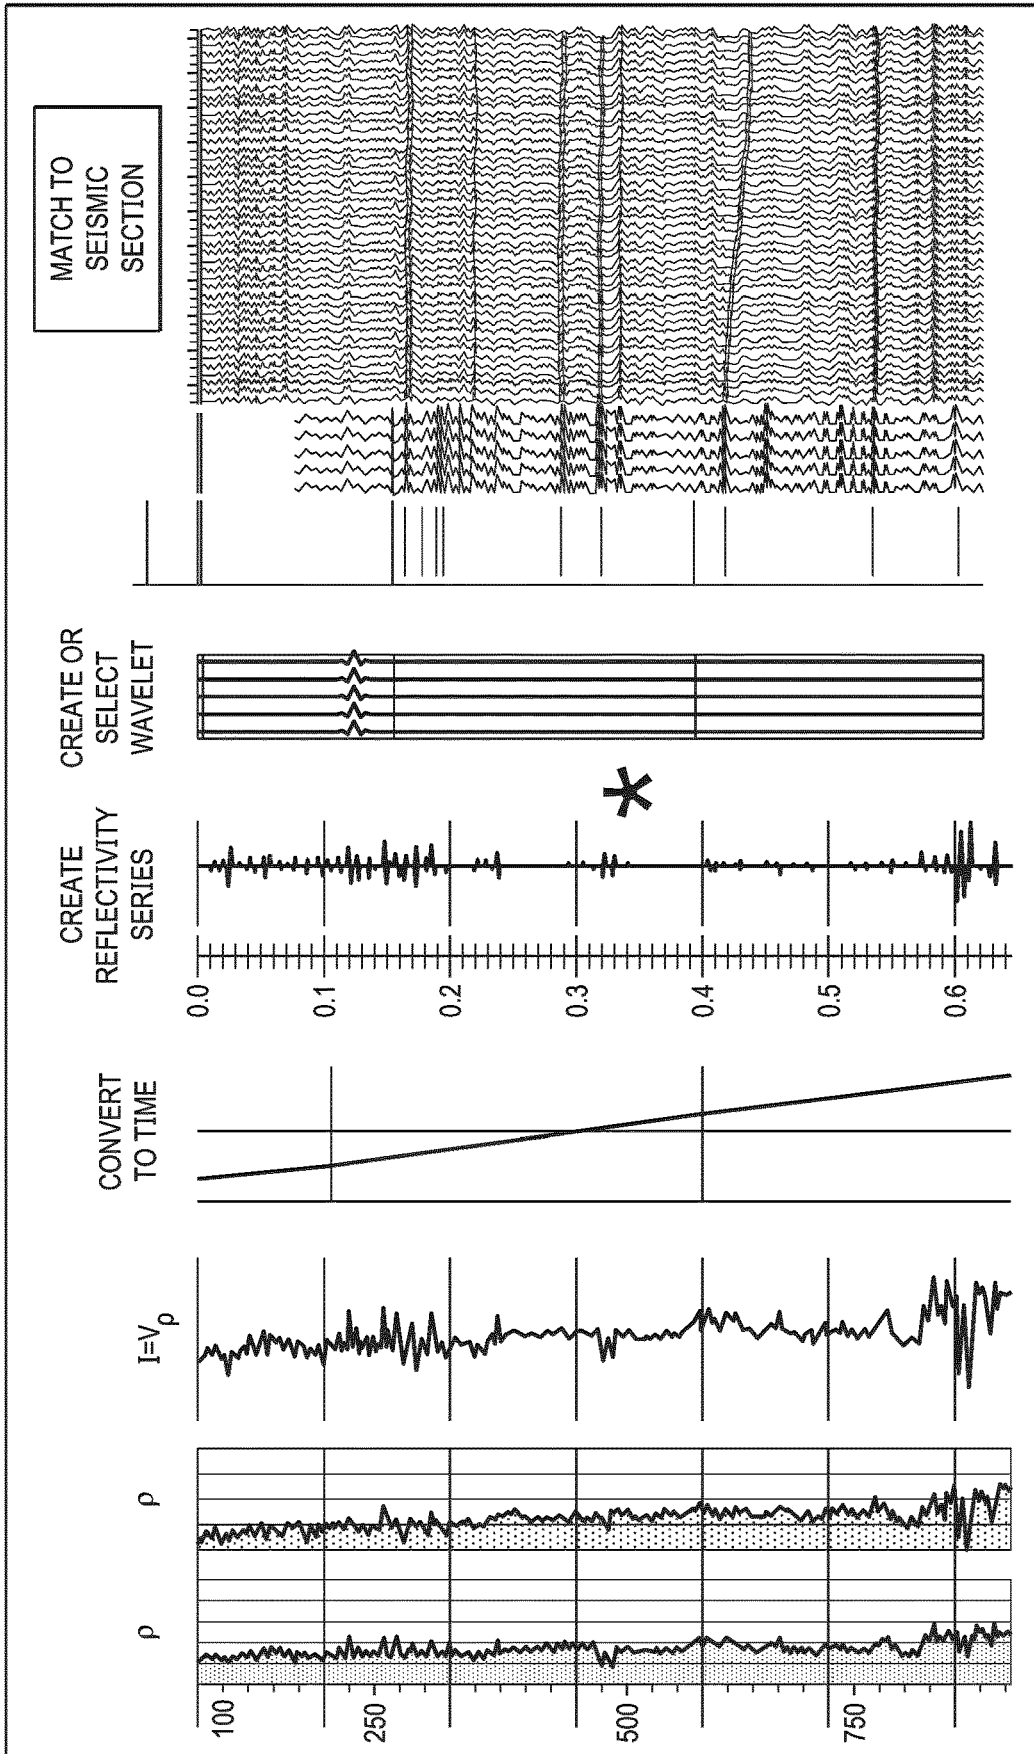 ρ
ρ
I=Vρ
CONVERT
TO TIME
CREATE
REFLECTIVITY
SERIES
CREATE OR
SELECT
WAVELET
MATCH TO
SEISMIC
SECTION
*
100
250
500
750
0.0
0.1
0.2
0.3
0.4
0.5
0.6